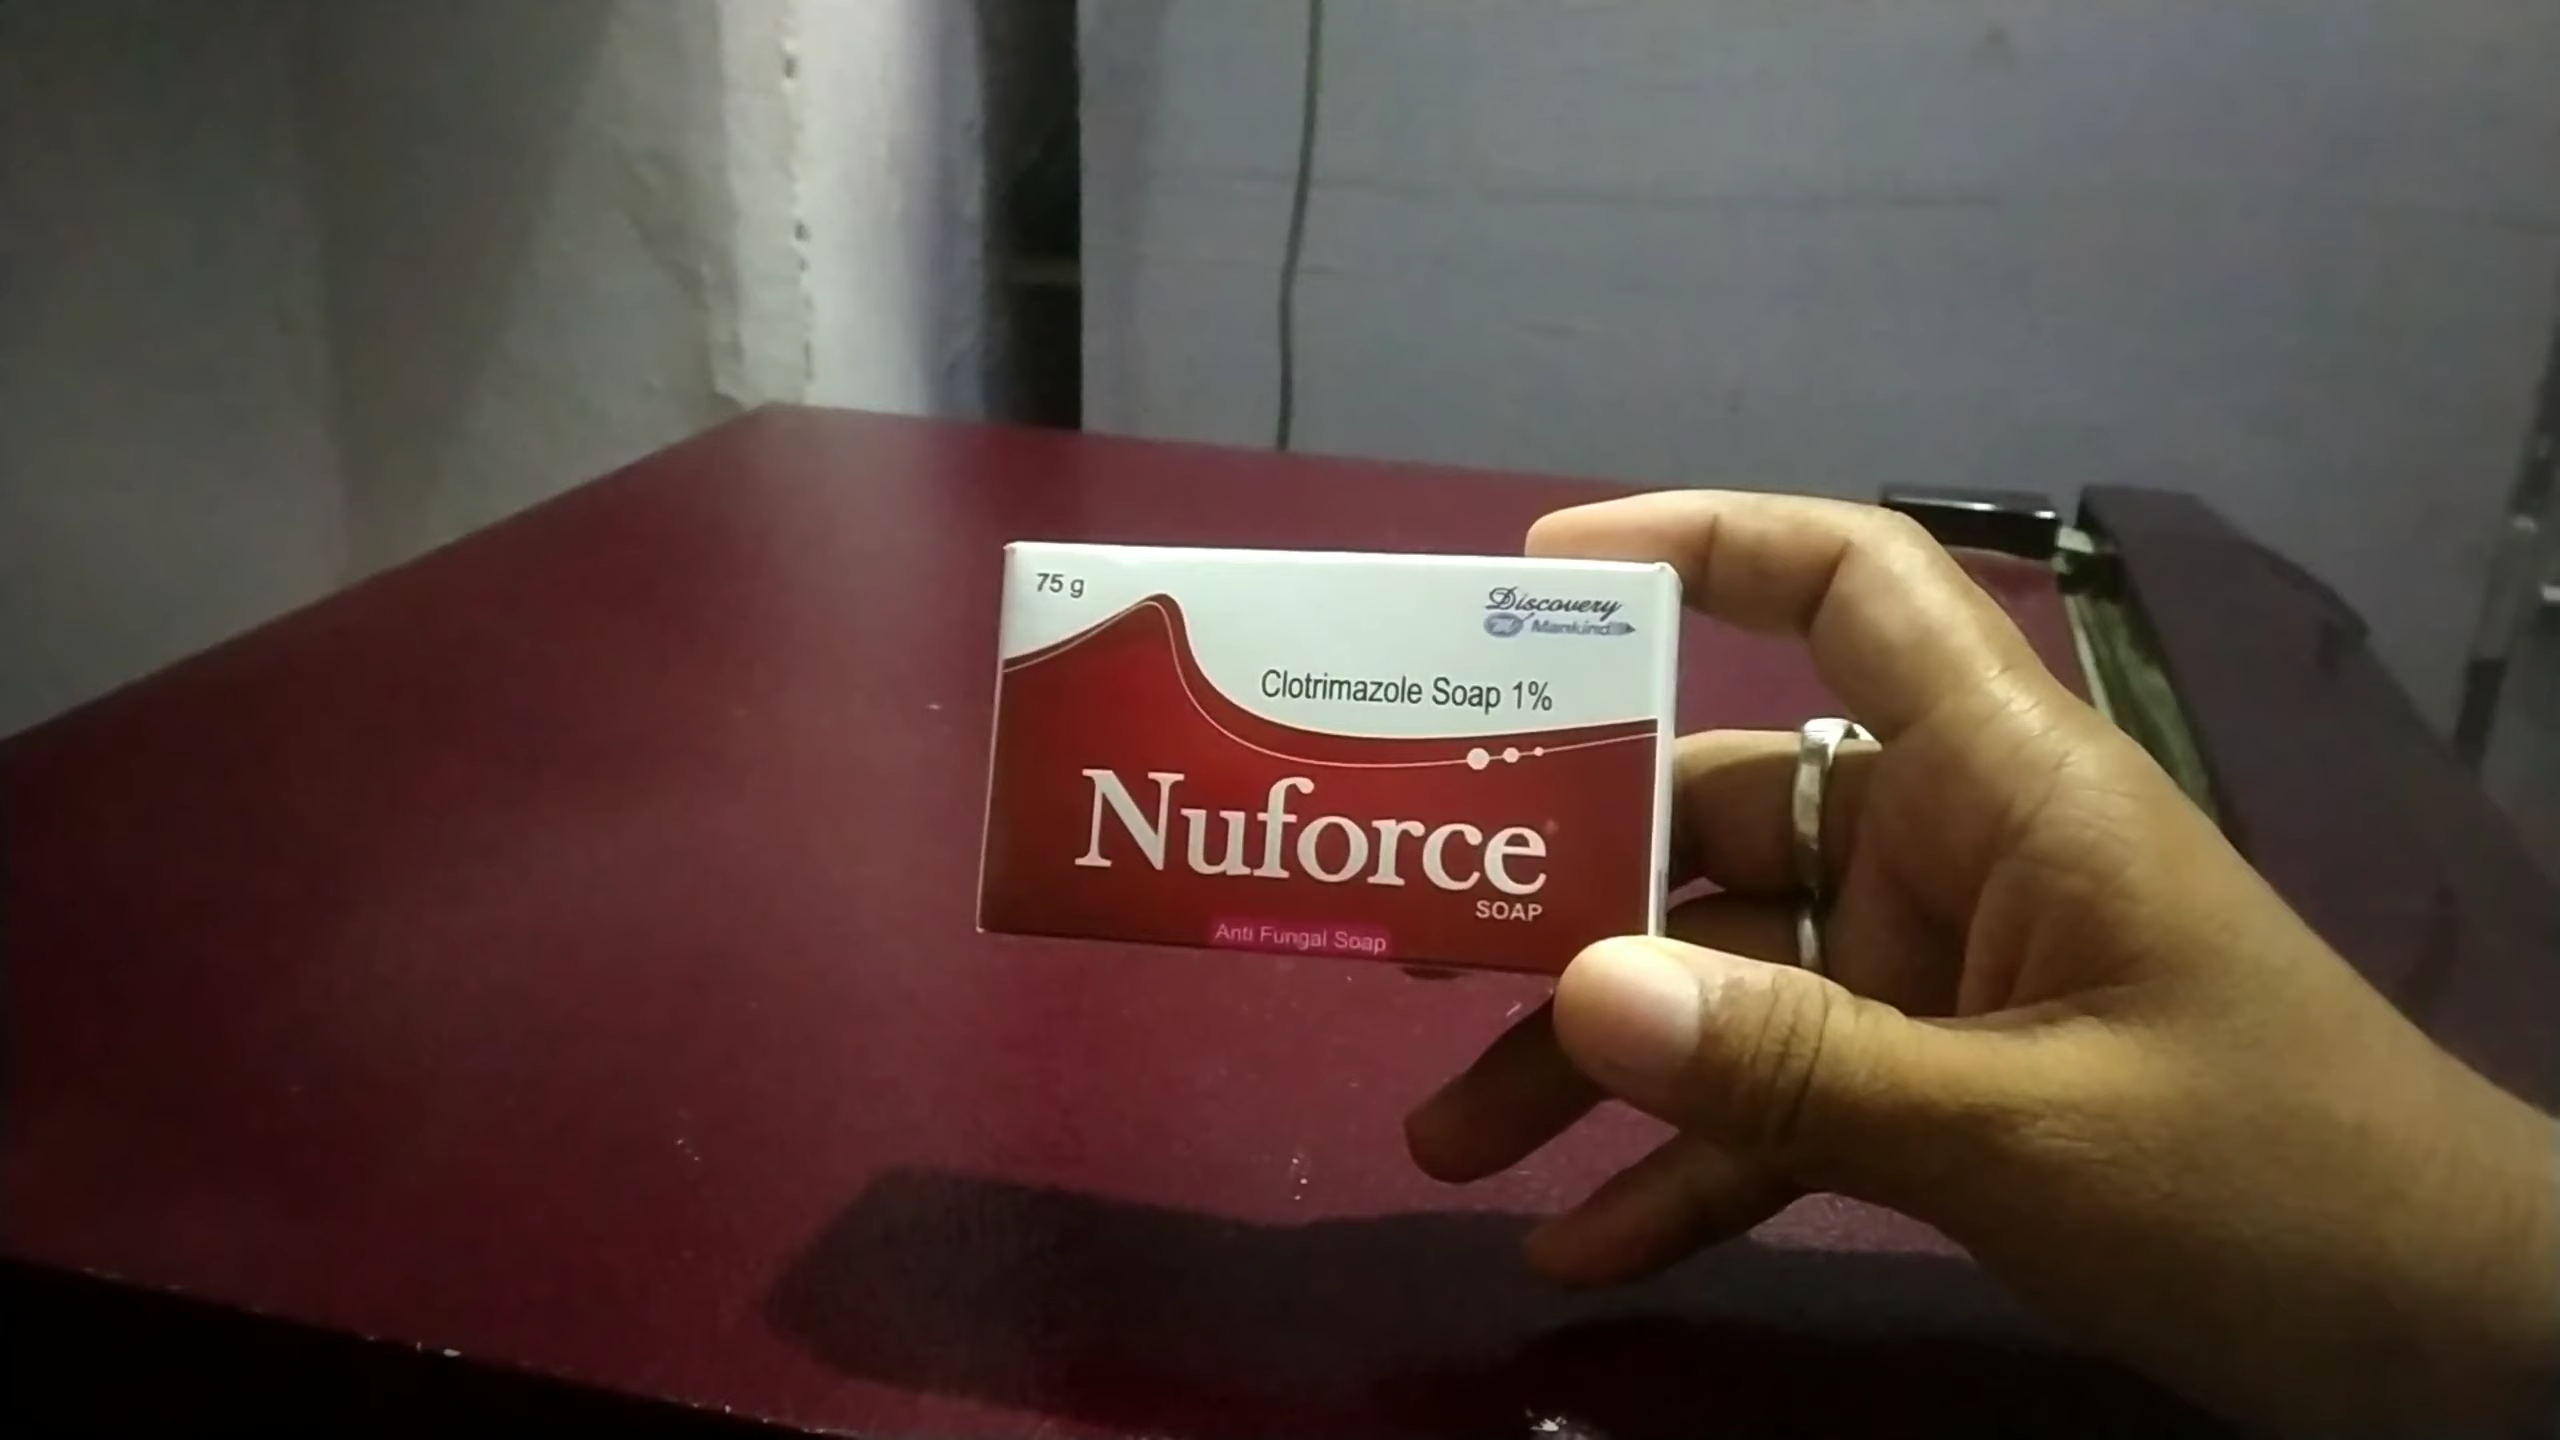 75 g
Discovery
Mankind
Clotrimazole Soap 1%
Nuforce
SOAP
Anti Fungal Soap